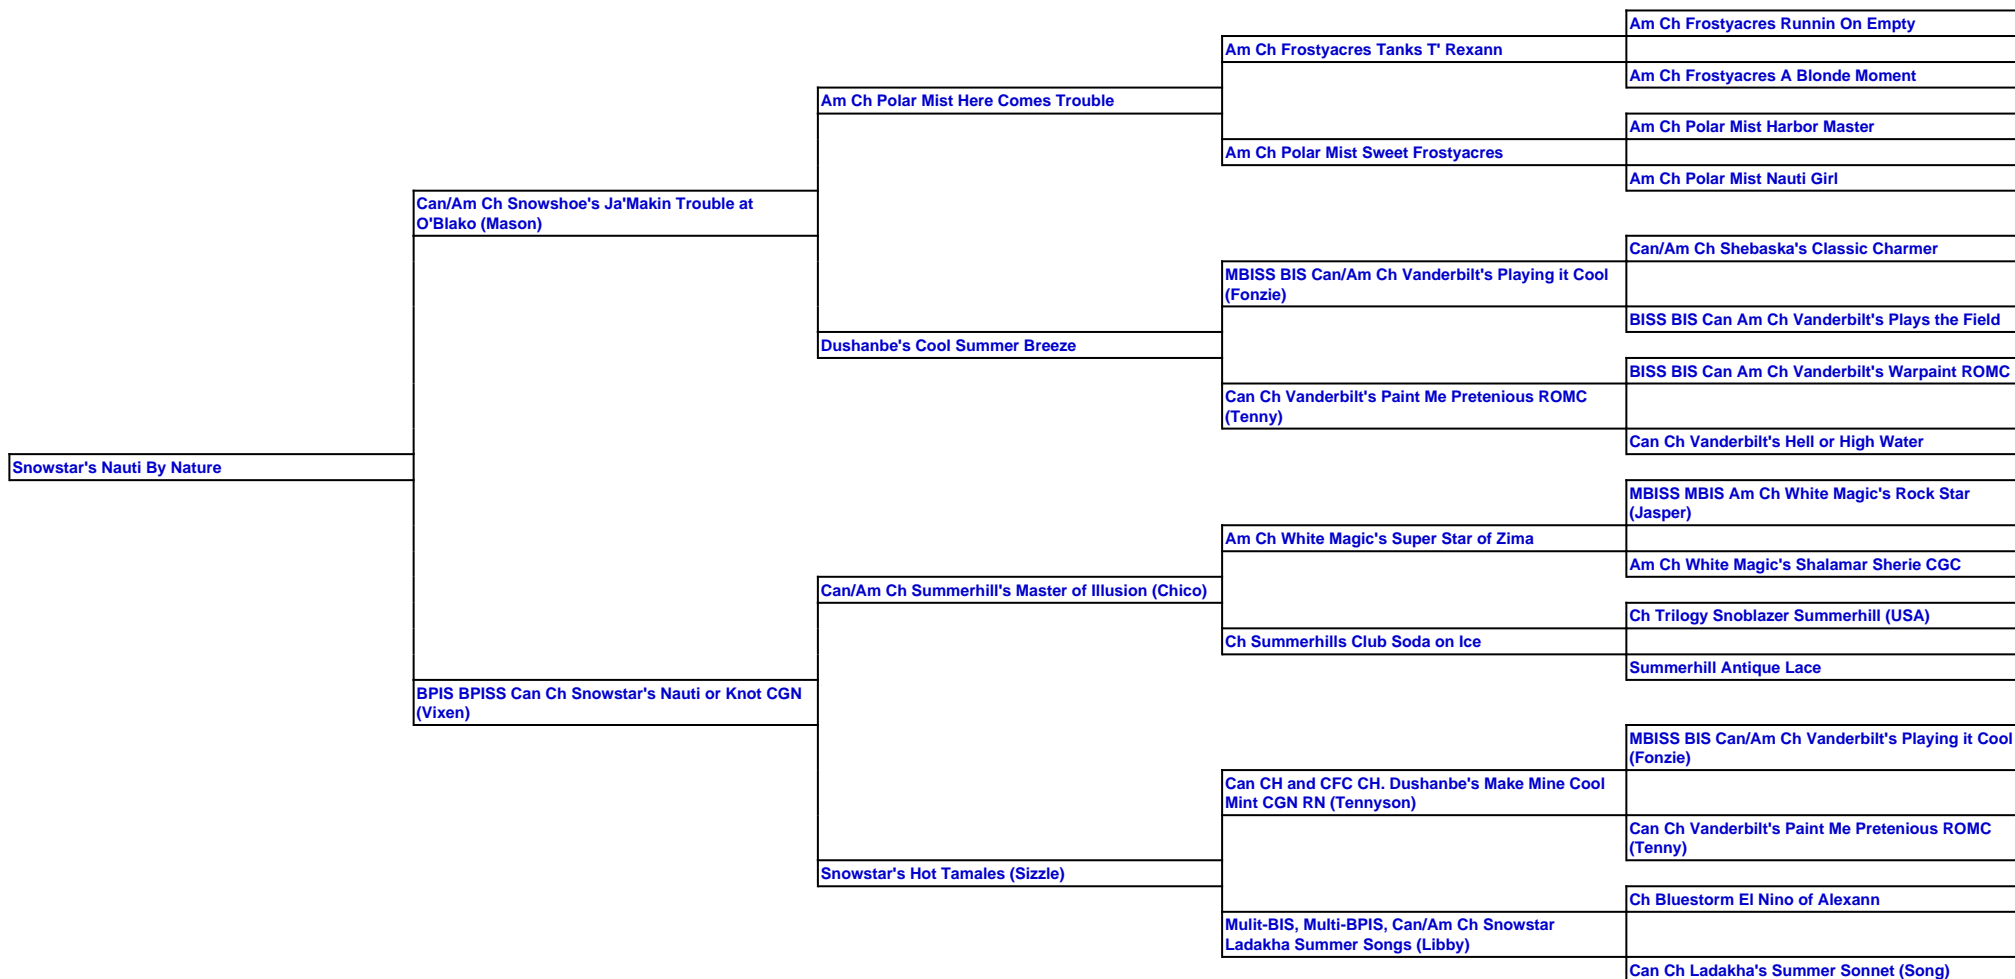 Am Ch Frostyacres Runnin On Empty
Am Ch Frostyacres Tanks T' Rexann
Am Ch Frostyacres A Blonde Moment
Am Ch Polar Mist Here Comes Trouble
Am Ch Polar Mist Harbor Master
Am Ch Polar Mist Sweet Frostyacres
Am Ch Polar Mist Nauti Girl
Can/Am Ch Snowshoe's Ja'Makin Trouble at
O'Blako (Mason)
Can/Am Ch Shebaska's Classic Charmer
MBISS BIS Can/Am Ch Vanderbilt's Playing it Cool
(Fonzie)
BISS BIS Can Am Ch Vanderbilt's Plays the Field
Dushanbe's Cool Summer Breeze
BISS BIS Can Am Ch Vanderbilt's Warpaint ROMC
Can Ch Vanderbilt's Paint Me Pretenious ROMC
(Tenny)
Can Ch Vanderbilt's Hell or High Water
Snowstar's Nauti By Nature
MBISS MBIS Am Ch White Magic's Rock Star
(Jasper)
Am Ch White Magic's Super Star of Zima
Am Ch White Magic's Shalamar Sherie CGC
Can/Am Ch Summerhill's Master of Illusion (Chico)
Ch Trilogy Snoblazer Summerhill (USA)
Ch Summerhills Club Soda on Ice
Summerhill Antique Lace
BPIS BPISS Can Ch Snowstar's Nauti or Knot CGN
(Vixen)
MBISS BIS Can/Am Ch Vanderbilt's Playing it Cool
(Fonzie)
Can CH and CFC CH. Dushanbe's Make Mine Cool
Mint CGN RN (Tennyson)
Can Ch Vanderbilt's Paint Me Pretenious ROMC
(Tenny)
Snowstar's Hot Tamales (Sizzle)
Ch Bluestorm El Nino of Alexann
Mulit-BIS, Multi-BPIS, Can/Am Ch Snowstar
Ladakha Summer Songs (Libby)
Can Ch Ladakha's Summer Sonnet (Song)